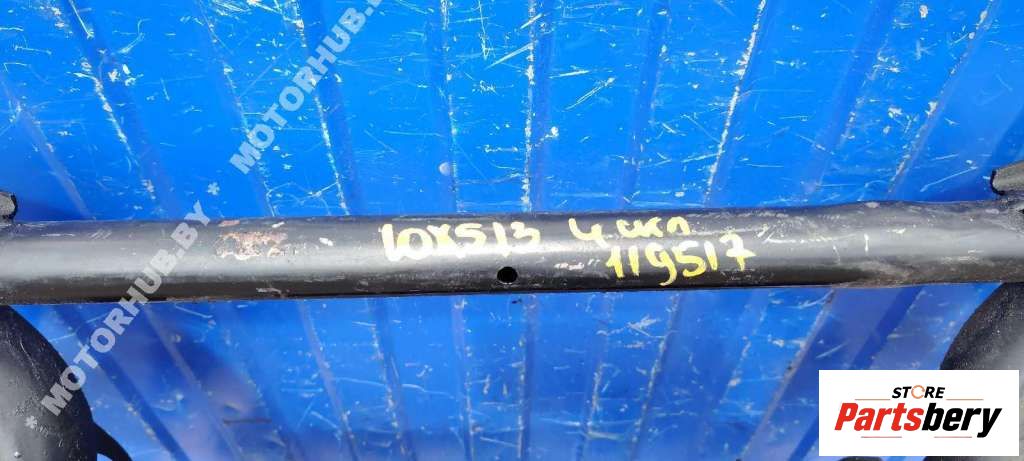 * MOTORHUB.BY * MOTORHUB.BY
10X513 4 скл
119517
STORE
Partsbery